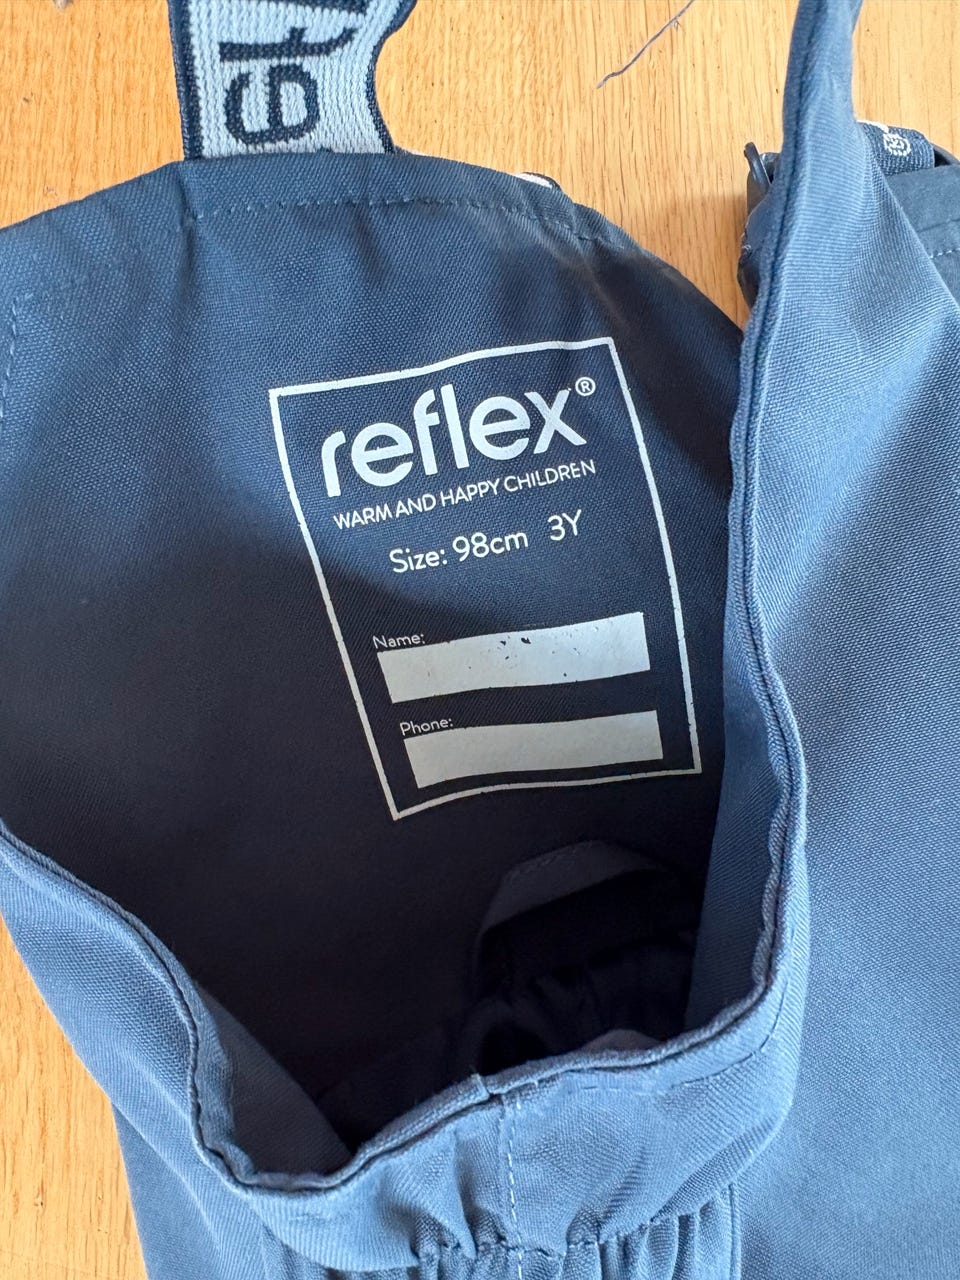 reflex®
WARM AND HAPPY CHILDREN
Size: 98cm 3Y
Name:
Phone: